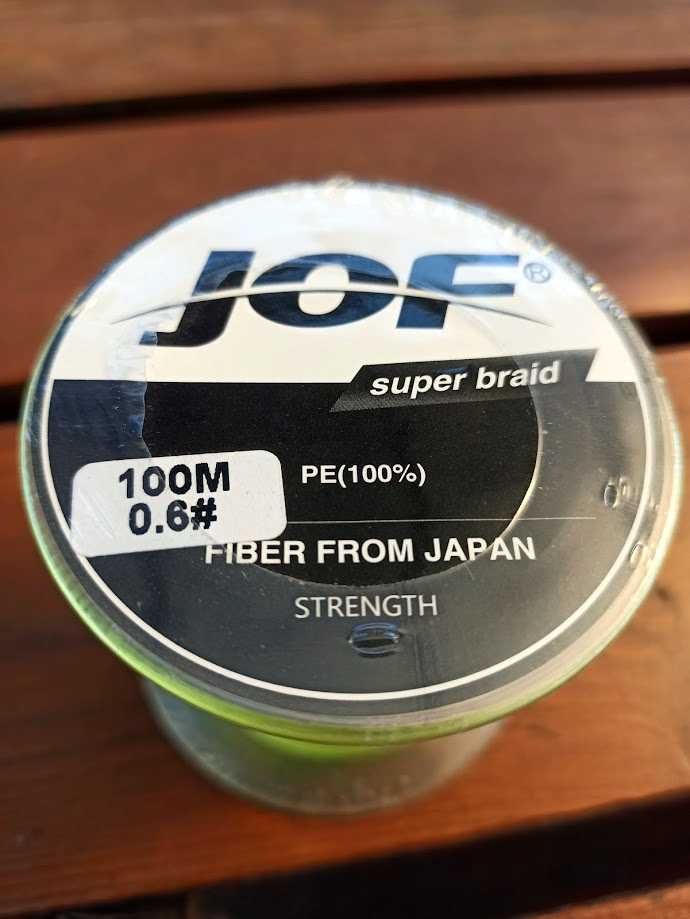 JOF®
super braid
100M
0.6#
PE(100%)
FIBER FROM JAPAN
STRENGTH